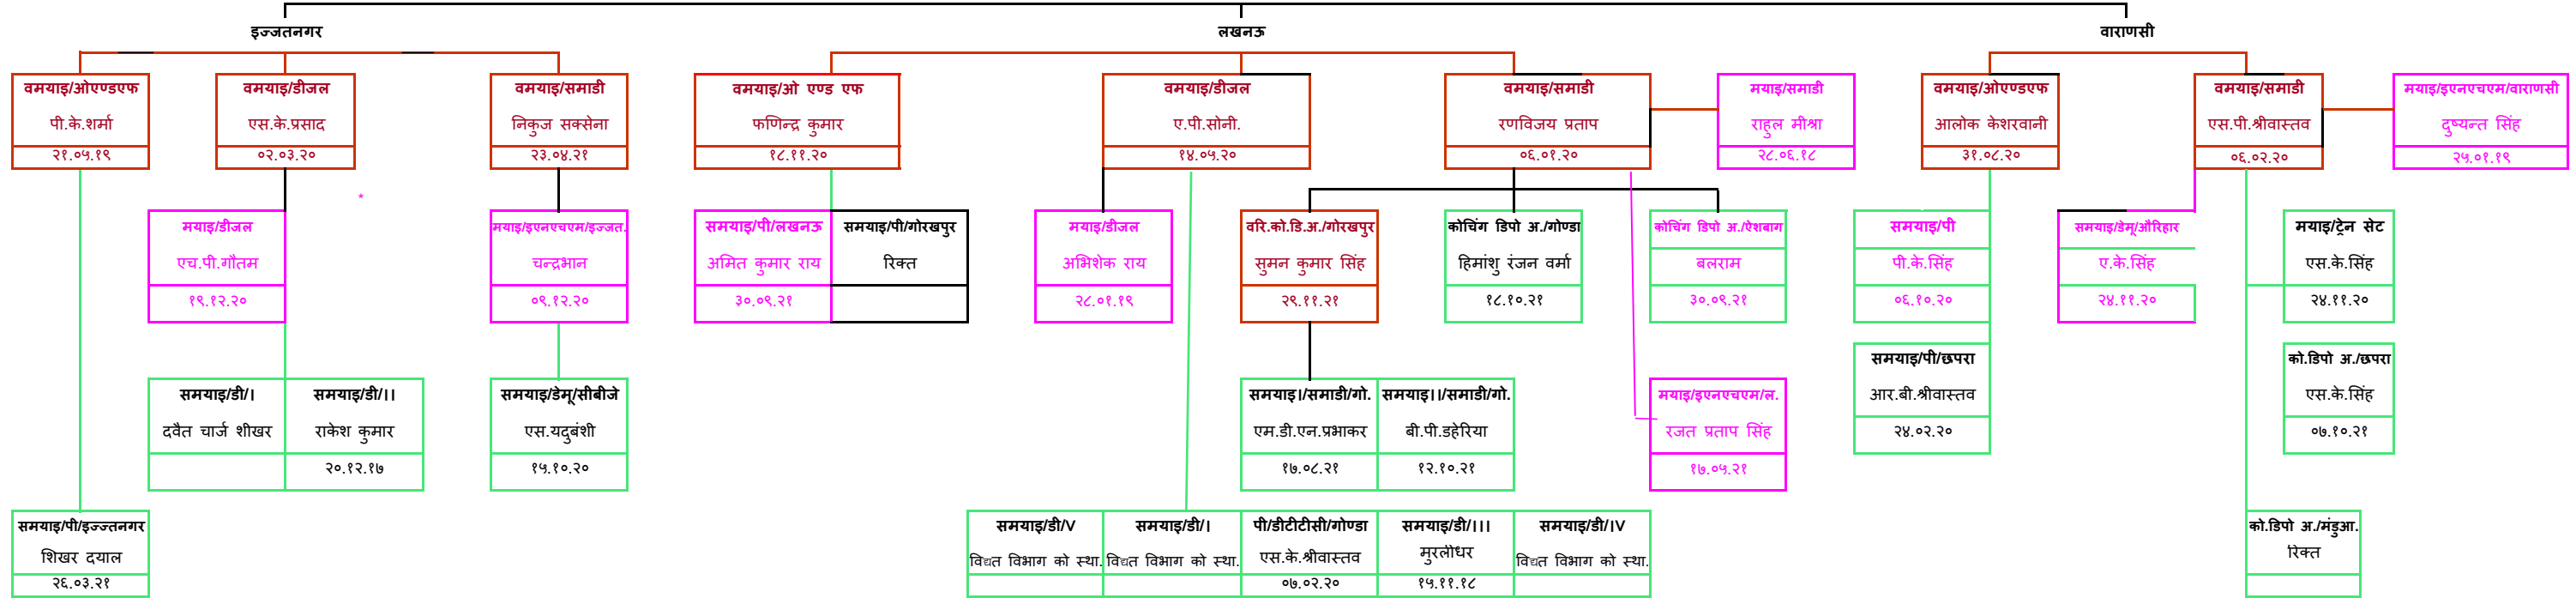 इज्जतनगर
लखनऊ
वाराणसी
वमयाइ/ओएण्डएफ
पी.के.शर्मा
२१.०५.१९
वमयाइ/डीजल
एस.के.प्रसाद
०२.०३.२०
वमयाइ/समाडी
निकुज सक्सेना
२३.०४.२१
वमयाइ/ओ एण्ड एफ
फणिन्द्र कुमार
१८.११.२०
वमयाइ/डीजल
ए.पी.सोनी.
१४.०५.२०
वमयाइ/समाडी
रणविजय प्रताप
०६.०१.२०
मयाइ/समाडी
राहुल मीश्रा
२८.०६.१८
वमयाइ/ओएण्डएफ
आलोक केशरवानी
३१.०८.२०
वमयाइ/समाडी
एस.पी.श्रीवास्तव
०६.०२.२०
मयाइ/इएनएचएम/वाराणसी
दुष्यन्त सिंह
२५.०१.१९
*
मयाइ/डीजल
एच.पी.गौतम
१९.१२.२०
मयाइ/इएनएचएम/इज्जत.
चन्द्रभान
०९.१२.२०
समयाइ/पी/लखनऊ
अमित कुमार राय
३०.०९.२१
समयाइ/पी/गोरखपुर
रिक्त
मयाइ/डीजल
अभिशेक राय
२८.०१.१९
वरि.को.डि.अ./गोरखपुर
सुमन कुमार सिंह
२९.११.२१
कोचिंग डिपो अ./गोण्डा
हिमांशु रंजन वर्मा
१८.१०.२१
कोचिंग डिपो अ./ऐशबाग
बलराम
३०.०९.२१
समयाइ/पी
पी.के.सिंह
०६.१०.२०
समयाइ/डेमू/औरिहार
ए.के.सिंह
२४.११.२०
मयाइ/ट्रेन सेट
एस.के.सिंह
२४.११.२०
समयाइ/पी/छपरा
आर.बी.श्रीवास्तव
२४.०२.२०
को.डिपो अ./छपरा
एस.के.सिंह
०७.१०.२१
समयाइ/डी/।
दवैत चार्ज शीखर
समयाइ/डी/।।
राकेश कुमार
२०.१२.१७
समयाइ/डेमू/सीबीजे
एस.यदुबंशी
१५.१०.२०
समयाइ।/समाडी/गो.
एम.डी.एन.प्रभाकर
१७.०८.२१
समयाइ।।/समाडी/गो.
बी.पी.डहेरिया
१२.१०.२१
मयाइ/इएनएचएम/ल.
रजत प्रताप सिंह
१७.०५.२१
समयाइ/पी/इज्ज्तनगर
शिखर दयाल
२६.०३.२१
समयाइ/डी/V
विद्यत विभाग को स्था.
समयाइ/डी/।
विद्यत विभाग को स्था.
पी/डीटीटीसी/गोण्डा
एस.के.श्रीवास्तव
०७.०२.२०
समयाइ/डी/।।।
मुरलीधर
१५.११.१८
समयाइ/डी/।V
विद्यत विभाग को स्था.
को.डिपो अ./मंडुआ.
रिक्त